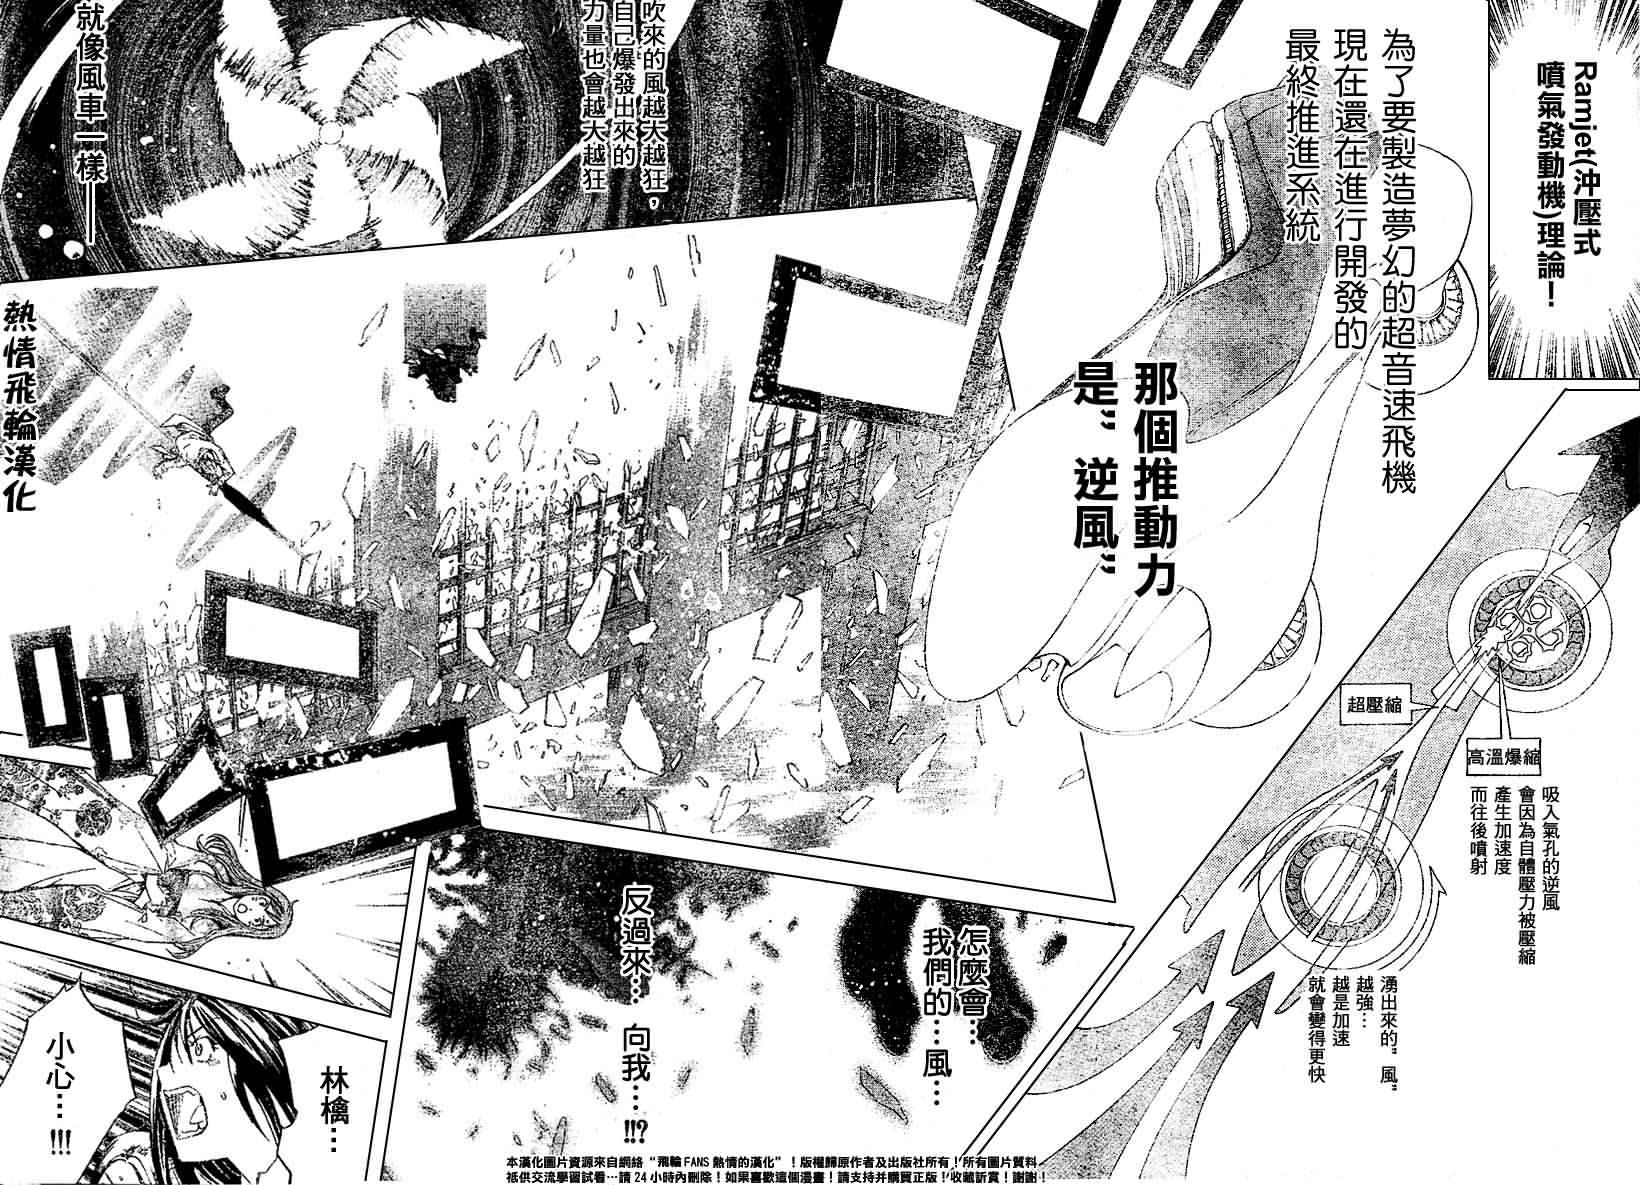 Ramjet(沖壓式
噴氣發動機)理論！
為了要製造夢幻的超音速飛機
現在還在進行開發的
最終推進系統
那個推動力
是”逆風”
超壓縮
高溫爆縮
吸入氣孔的逆風
會因為自體壓力被壓縮
產生加速度
而往後噴射
湧出來的”風”
越強…
越是加速
就會變得更快
吹來的風越大越狂，
自己爆發出來的
力量也會越大越狂
就像風車一樣——
熱情飛輪漢化
怎麼會…
我們的…風…
反過來… 向我…!!?
林檎…
小心…!!!
本漢化圖片資源來自網絡“飛輪FANS熱情的漢化”！版權歸原作者及出版社所有！所有圖片質料
祗供交流學習試看…請24小時內刪除！如果喜歡這個漫畫！請支持并購買正版！收藏訢賞！謝謝！